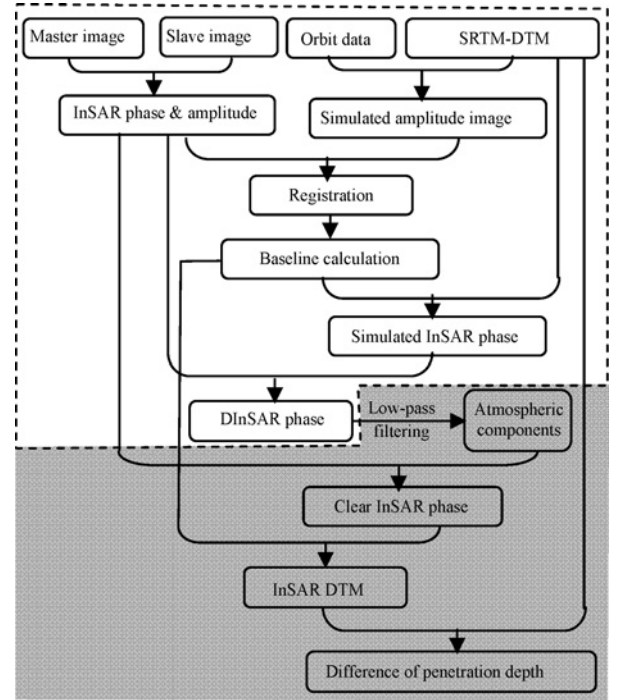 Master image
Slave image
Orbit data
SRTM-DTM
InSAR phase & amplitude
Simulated amplitude image
Registration
Baseline calculation
Simulated InSAR phase
DInSAR phase
Low-pass
filtering
Atmospheric
components
Clear InSAR phase
InSAR DTM
Difference of penetration depth